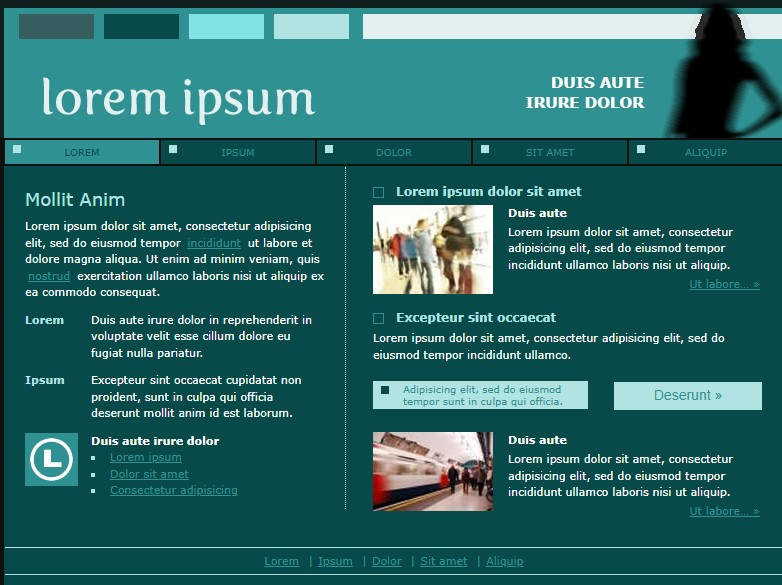 lorem ipsum
DUIS AUTE
IRURE DOLOR
LOREM
IPSUM
DOLOR
SIT AMET
ALIQUIP
Mollit Anim
Lorem ipsum dolor sit amet, consectetur adipisicing
elit, sed do eiusmod tempor incididunt ut labore et
dolore magna aliqua. Ut enim ad minim veniam, quis
nostrud exercitation ullamco laboris nisi ut aliquip ex
ea commodo consequat.
Lorem Duis aute irure dolor in reprehenderit in
voluptate velit esse cillum dolore eu
fugiat nulla pariatur.
Ipsum Excepteur sint occaecat cupidatat non
proident, sunt in culpa qui officia
deserunt mollit anim id est laborum.
Duis aute irure dolor
Lorem ipsum
Dolor sit amet
Consectetur adipisicing
Lorem ipsum dolor sit amet
Duis aute
Lorem ipsum dolor sit amet, consectetur
adipisicing elit, sed do eiusmod tempor
incididunt ut laboris nisi ut aliquip.
Ut labore... »
Excepteur sint occaecat
Lorem ipsum dolor sit amet, consectetur adipisicing elit, sed do
eiusmod tempor incididunt ullamco.
Adipisicing elit, sed do eiusmod
tempor sunt in culpa qui officia.
Deserunt »
Duis aute
Lorem ipsum dolor sit amet, consectetur
adipisicing elit, sed do eiusmod tempor
incididunt ut laboris nisi ut aliquip.
Ut labore... »
Lorem | Ipsum | Dolor | Sit amet | Aliquip